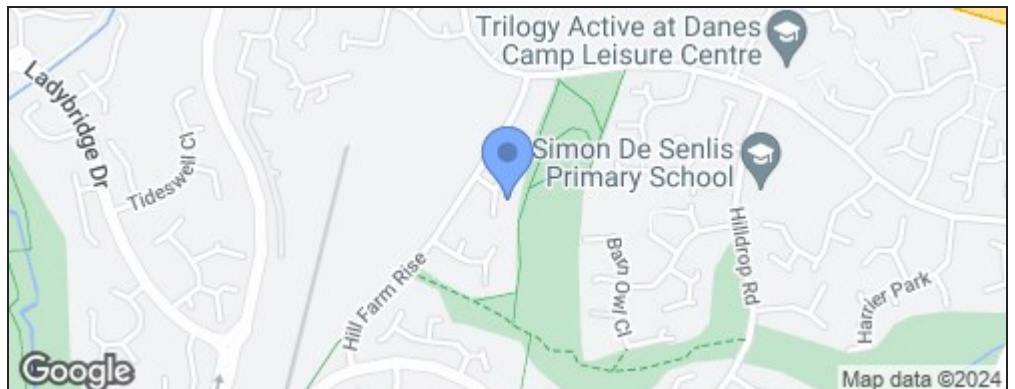 Trilogy Active at Danes
Camp Leisure Centre
Ladybridge Dr
Tideswell Cl
Simon De Senlis
Primary School
Hill Farm Rise
Barn Owl Cl
Hilldrop Rd
Harrier Park
Google
Map data ©2024